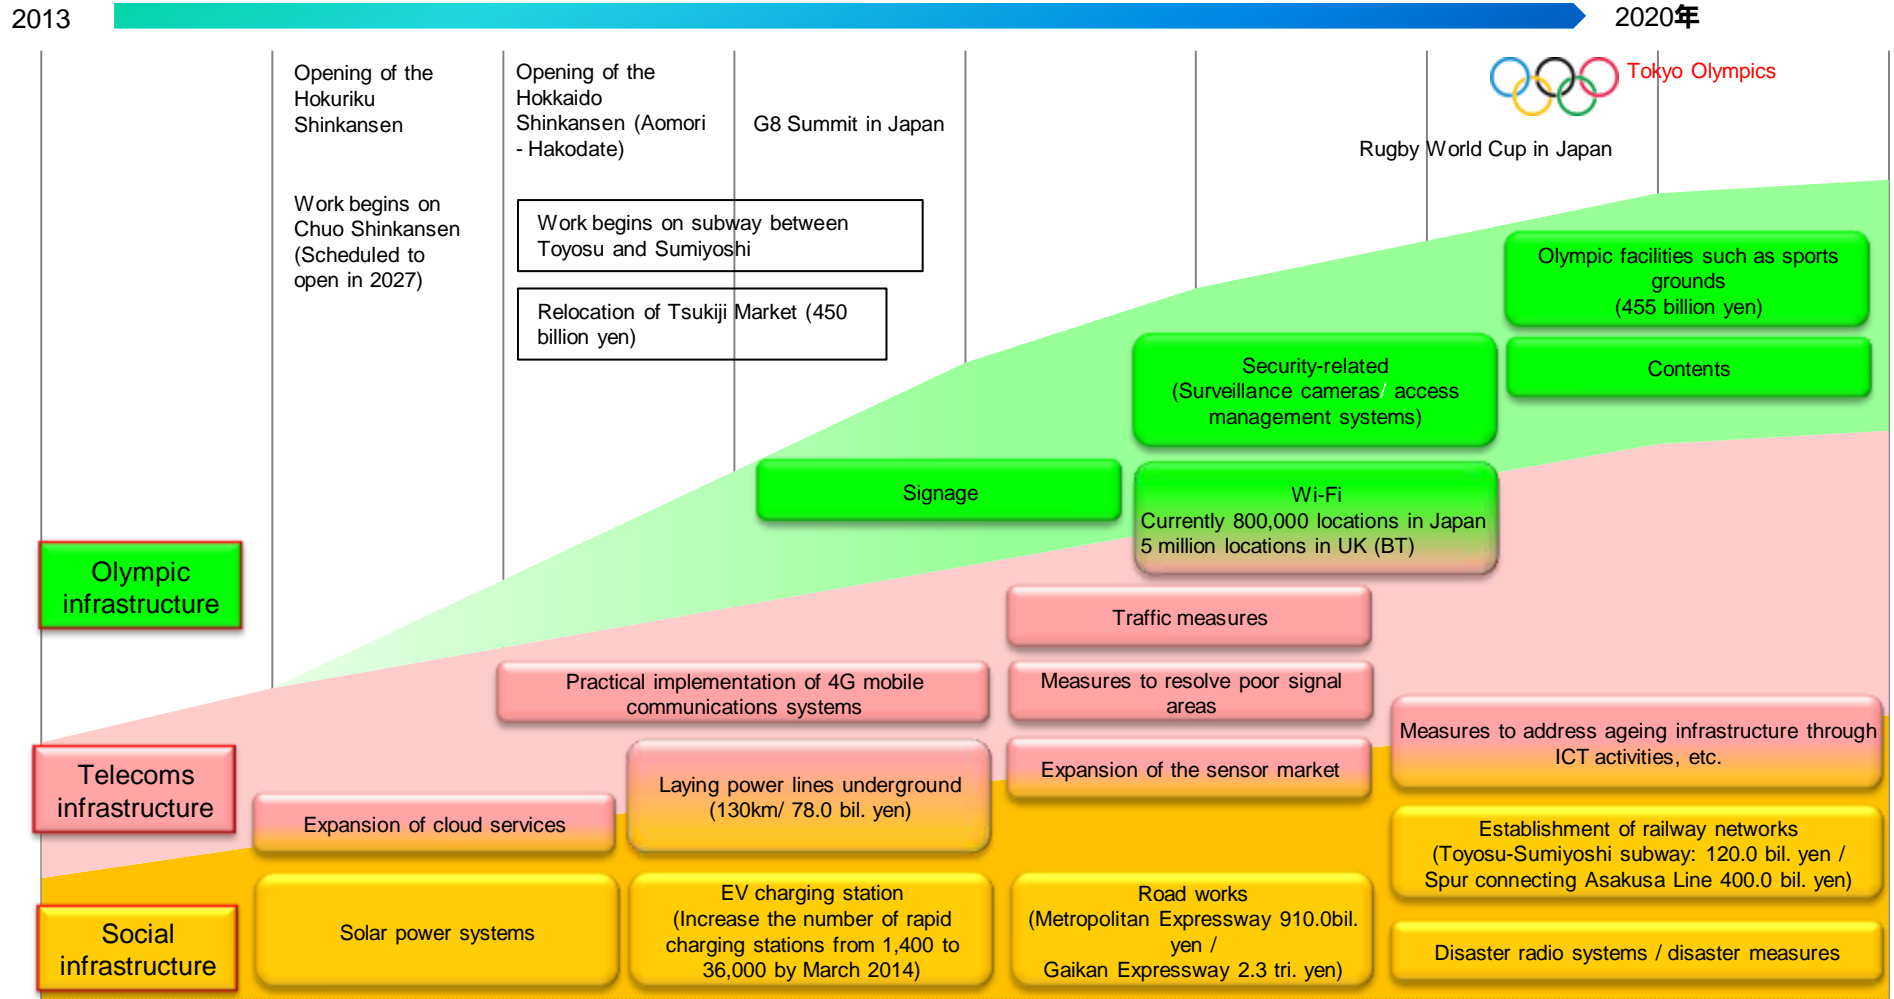 2013
2020年
Opening of the
Hokuriku
Shinkansen
Opening of the
Hokkaido
Shinkansen (Aomori
- Hakodate)
G8 Summit in Japan
Tokyo Olympics
Rugby World Cup in Japan
Work begins on
Chuo Shinkansen
(Scheduled to
open in 2027)
Work begins on subway between
Toyosu and Sumiyoshi
Relocation of Tsukiji Market (450
billion yen)
Olympic facilities such as sports
grounds
(455 billion yen)
Security-related
(Surveillance cameras/ access
management systems)
Contents
Signage
Wi-Fi
Currently 800,000 locations in Japan
5 million locations in UK (BT)
Olympic
infrastructure
Traffic measures
Practical implementation of 4G mobile
communications systems
Measures to resolve poor signal
areas
Measures to address ageing infrastructure through
ICT activities, etc.
Telecoms
infrastructure
Laying power lines underground
(130km/ 78.0 bil. yen)
Expansion of the sensor market
Expansion of cloud services
Establishment of railway networks
(Toyosu-Sumiyoshi subway: 120.0 bil. yen /
Spur connecting Asakusa Line 400.0 bil. yen)
Social
infrastructure
Solar power systems
EV charging station
(Increase the number of rapid
charging stations from 1,400 to
36,000 by March 2014)
Road works
(Metropolitan Expressway 910.0bil.
yen /
Gaikan Expressway 2.3 tri. yen)
Disaster radio systems / disaster measures